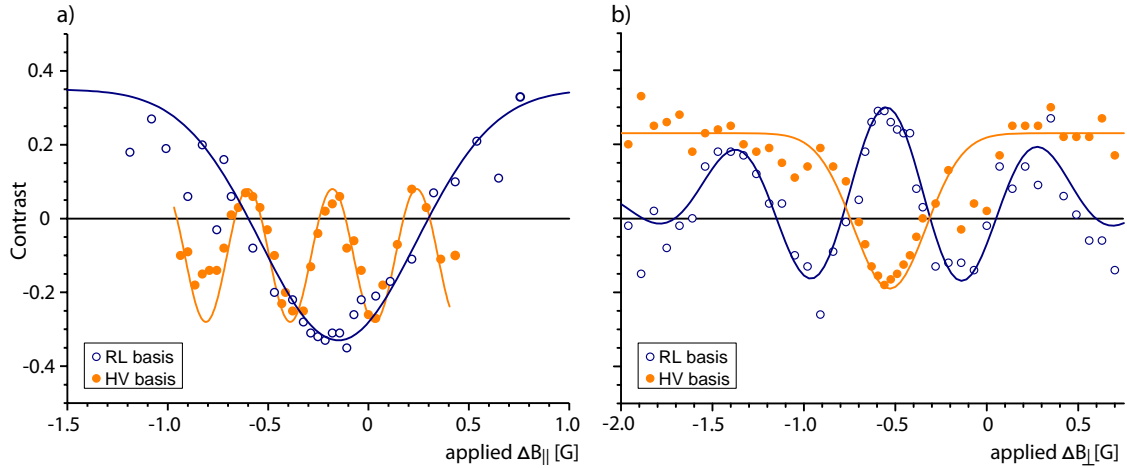 a)
b)
Contrast
0.4
0.2
0
-0.2
-0.4
RL basis
HV basis
-1.5 -1.0 -0.5 0 0.5 1.0
applied ΔB|| [G]
RL basis
HV basis
-2.0 -1.5 -1.0 -0.5 0 0.5
applied ΔB⊥[G]